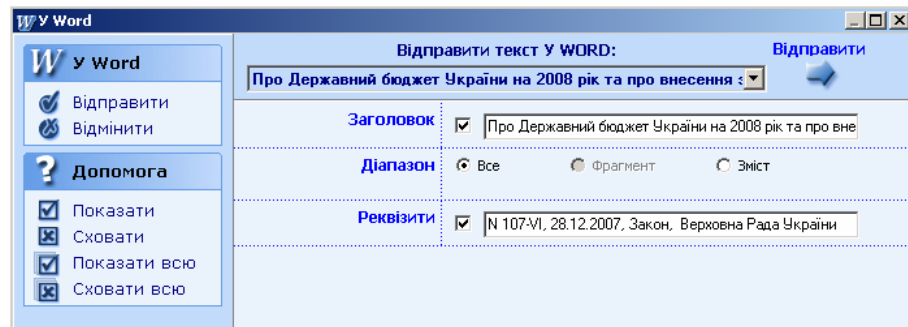 У Word
У Word
Відправити
Відмінити
Допомога
Показати
Сховати
Показати всю
Сховати всю
Відправити текст У WORD:
Відправити
Про Державний бюджет України на 2008 рік та про внесення з
Заголовок
Про Державний бюджет України на 2008 рік та про вне
Діапазон
Все
Фрагмент
Зміст
Реквізити
N 107-VI, 28.12.2007, Закон, Верховна Рада України